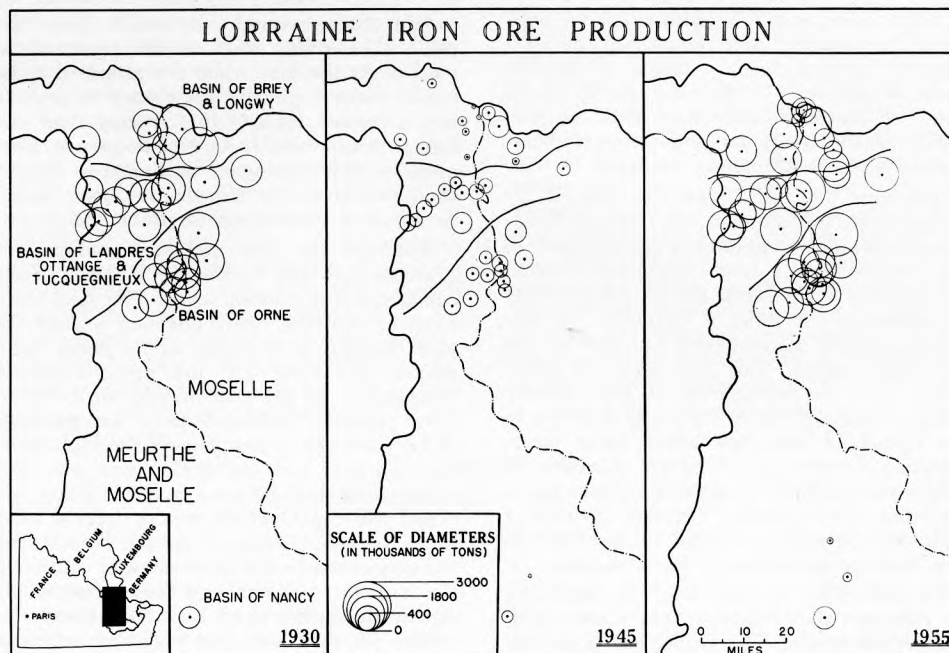 LORRAINE IRON ORE PRODUCTION
BASIN OF BRIEY
& LONGWY
BASIN OF LANDRES
OTTANGE &
TUCQUEGNIEUX
BASIN OF ORNE
MOSELLE
MEURTHE
AND
MOSELLE
FRANCE
BELGIUM
LUXEMBOURG
GERMANY
PARIS
BASIN OF NANCY
1930
SCALE OF DIAMETERS
(IN THOUSANDS OF TONS)
3000
1800
400
0
1945
0 10 20
MILES
1955